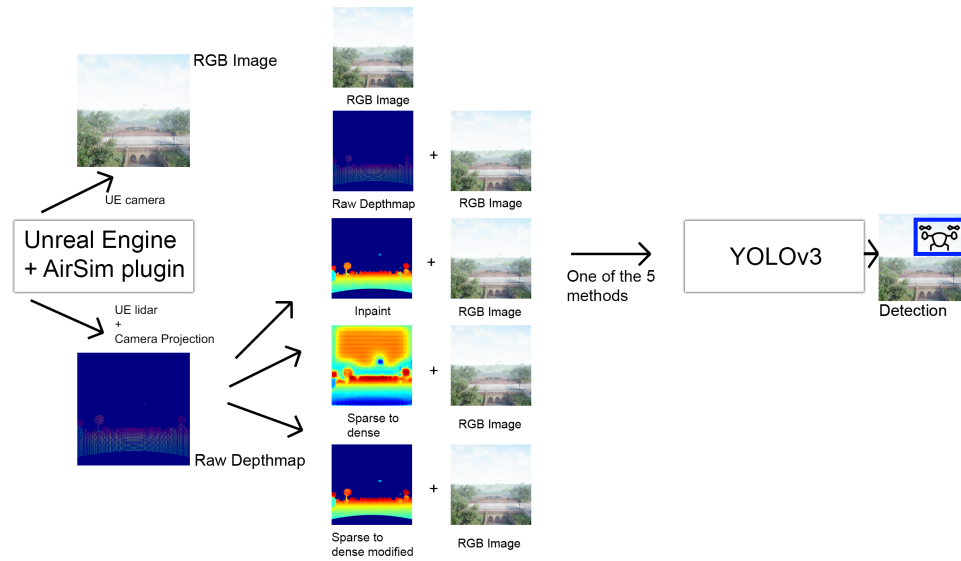 RGB Image
UE camera
Unreal Engine
+ AirSim plugin
UE lidar
+
Camera Projection
Raw Depthmap
RGB Image
+
Raw Depthmap
RGB Image
+
Inpaint
RGB Image
+
Sparse to
dense
RGB Image
+
Sparse to
dense modified
RGB Image
One of the 5
methods
YOLOv3
Detection